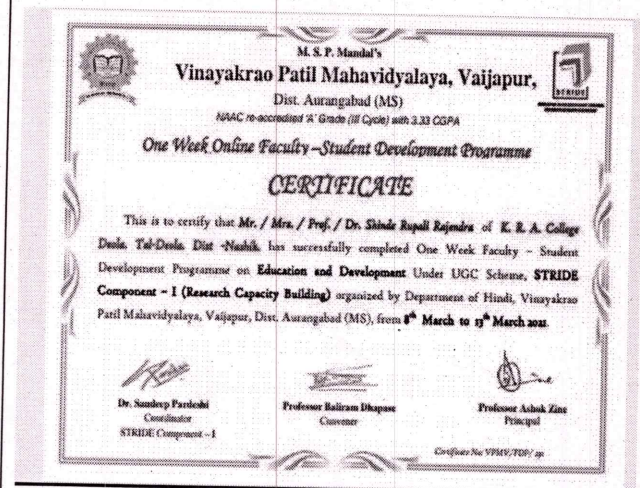 M. S. P. Mandal's
Vinayakrao Patil Mahavidyalaya, Vaijapur,
Dist. Aurangabad (MS)
NAAC re-accredited 'A' Grade (III Cycle) with 3.33 CGPA
STRIDE
One Week Online Faculty –Student Development Programme
CERTIFICATE
This is to certify that Mr. / Mrs. / Prof. / Dr. Shinde Rupali Rajendra of K. R. A. College
Deola. Tal-Deola. Dist -Nashik. has successfully completed One Week Faculty – Student
Development Programme on Education and Development Under UGC Scheme, STRIDE
Component – I (Research Capacity Building) organized by Department of Hindi, Vinayakrao
Patil Mahavidyalaya, Vaijapur, Dist. Aurangabad (MS), from 8th March to 13th March 2021.
Dr. Sandeep Pardeshi
Coordinator
STRIDE Component – I
Professor Baliram Dhapase
Convener
Professor Ashok Zine
Principal
Certificate No: VPMV/FDP/